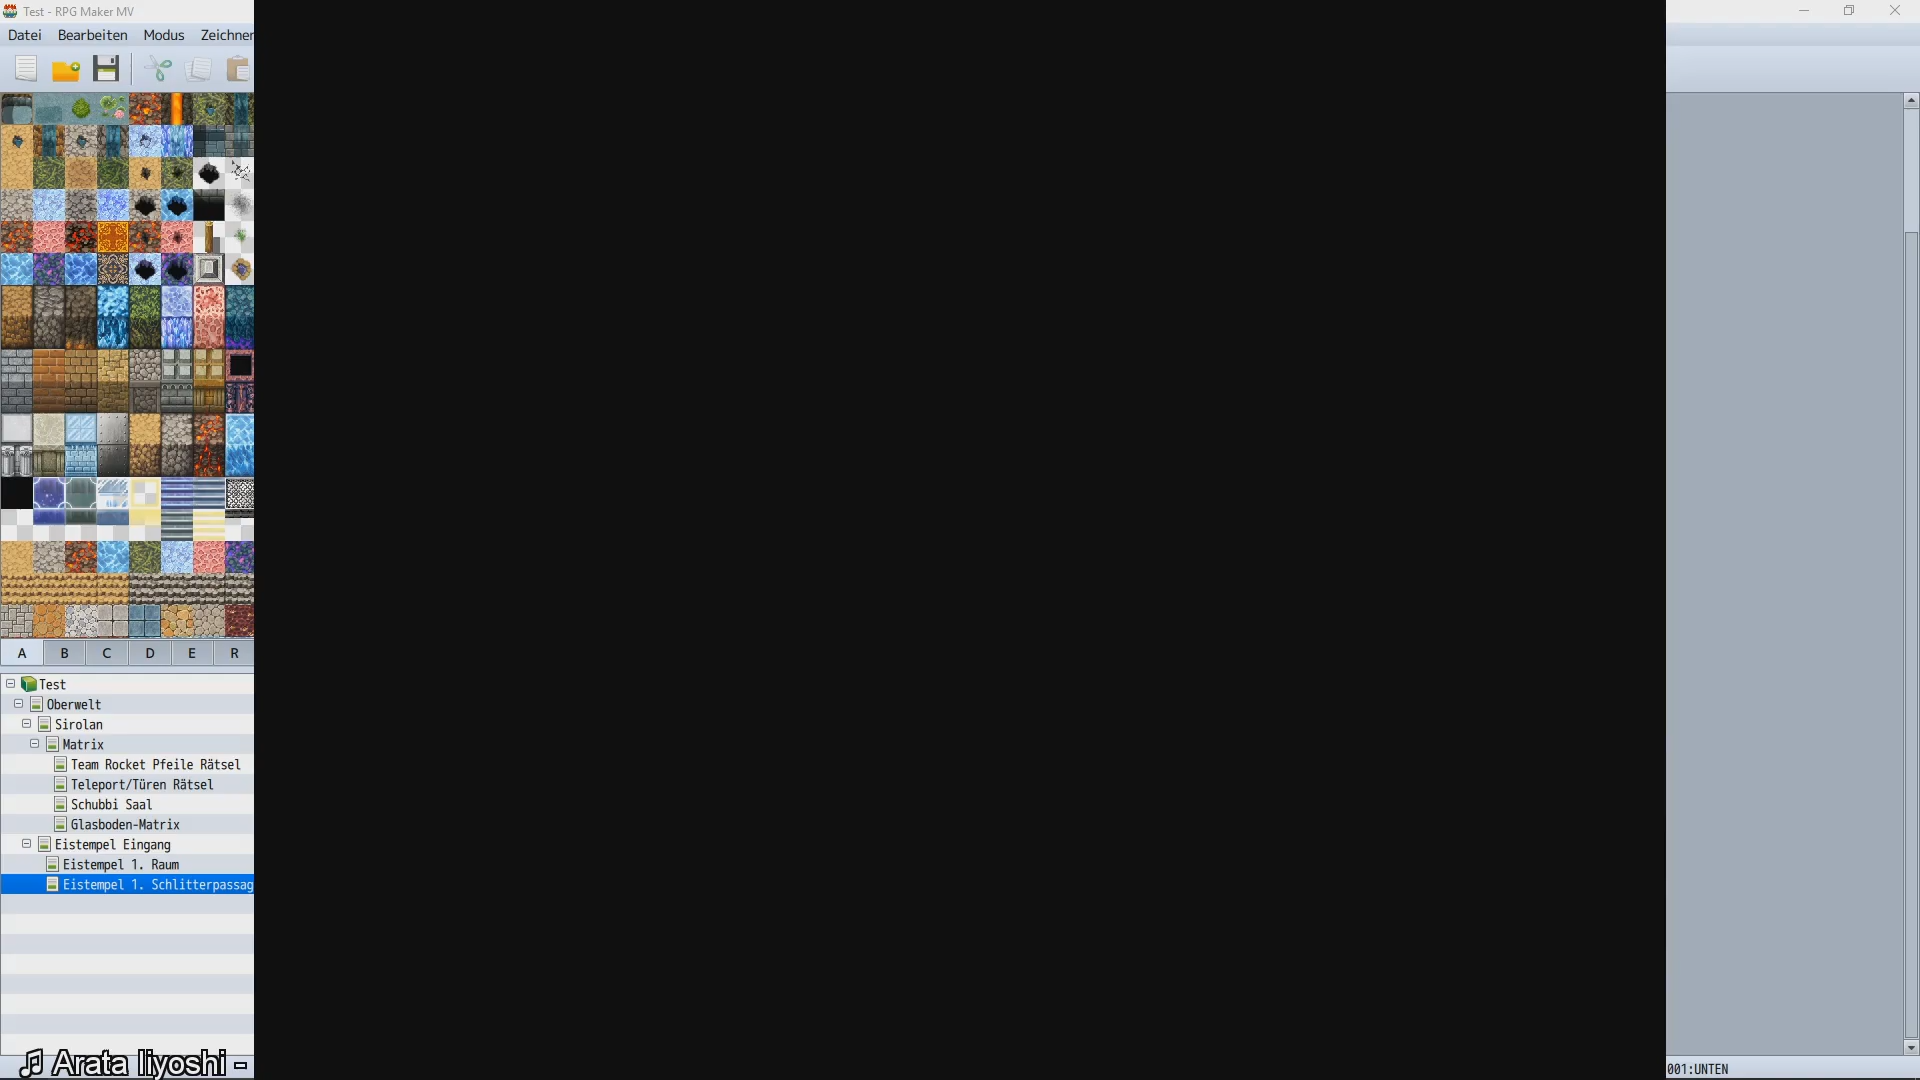 Test - RPG Maker MV
Datei Bearbeiten Modus Zeichner
A B C D E R
Test
Oberwelt
Sirolan
Matrix
Team Rocket Pfeile Rätsel
Teleport/Türen Rätsel
Schubbi Saal
Glasboden-Matrix
Eistempel Eingang
Eistempel 1. Raum
Eistempel 1. Schlitterpassag
♫ Arata Iiyoshi -
001:UNTEN